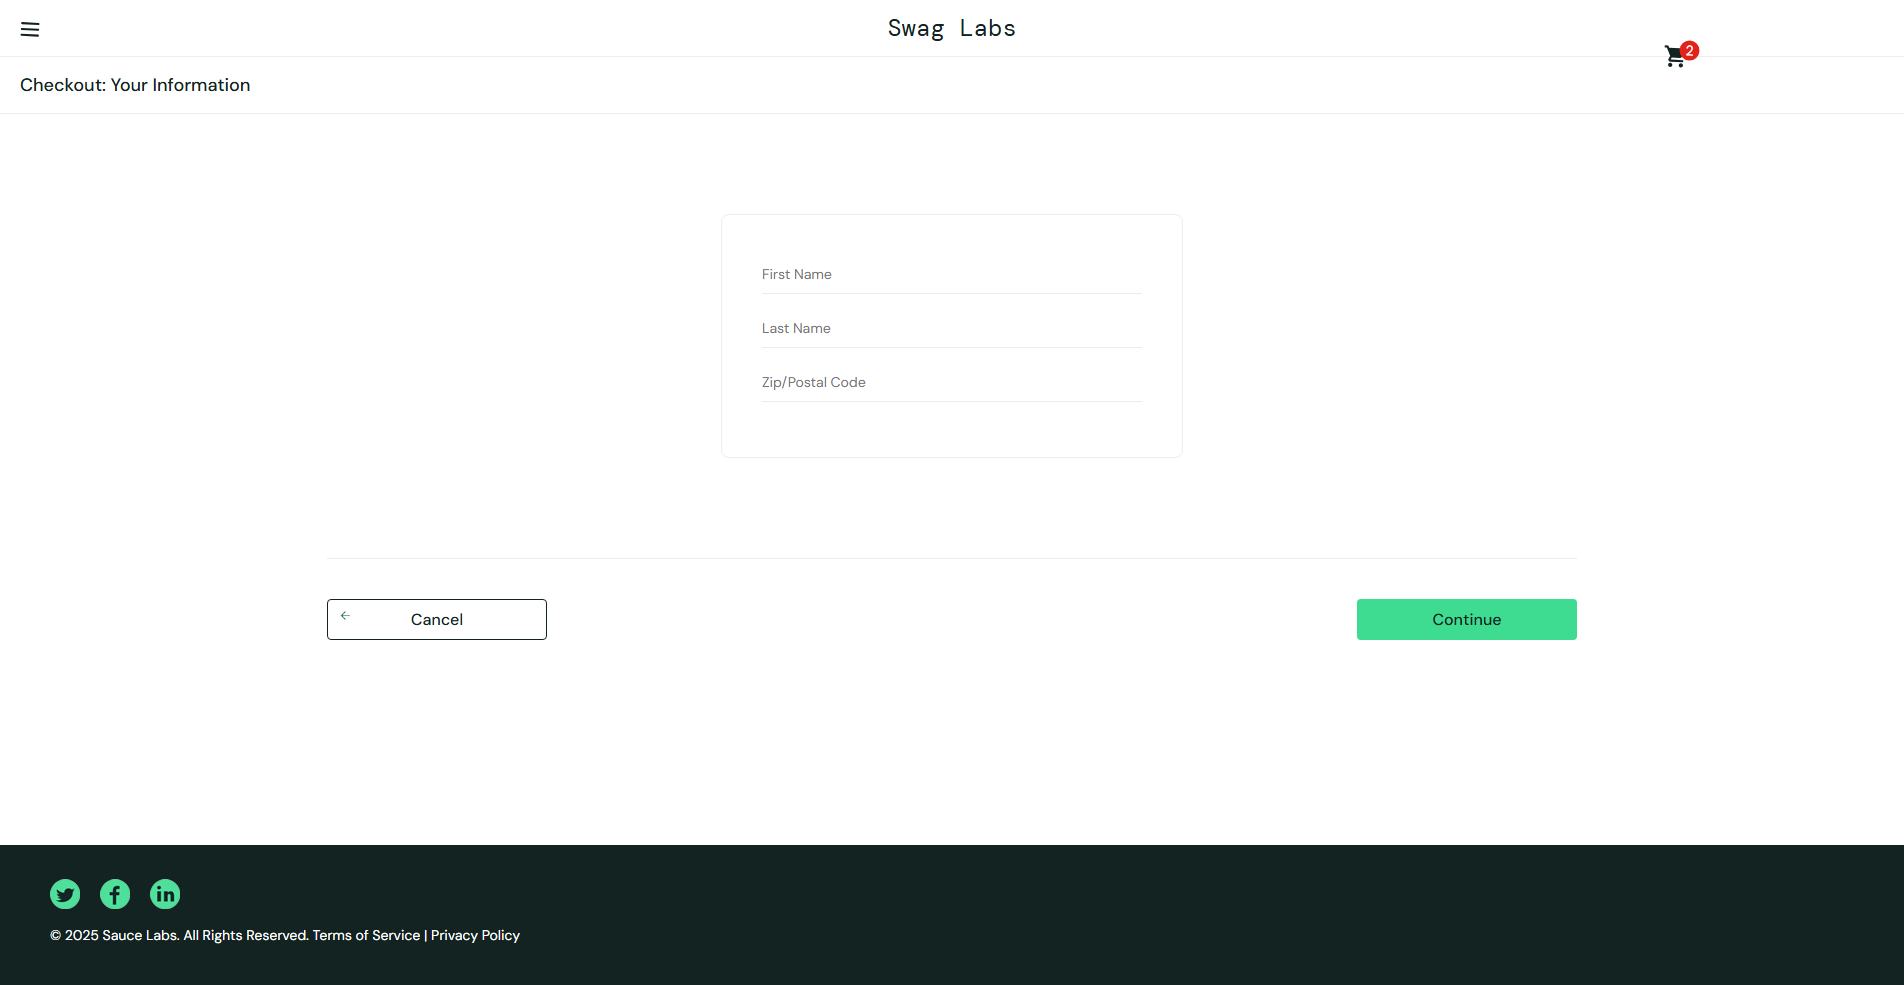 Swag Labs
2
Checkout: Your Information
First Name
Last Name
Zip/Postal Code
Cancel
Continue
© 2025 Sauce Labs. All Rights Reserved. Terms of Service | Privacy Policy